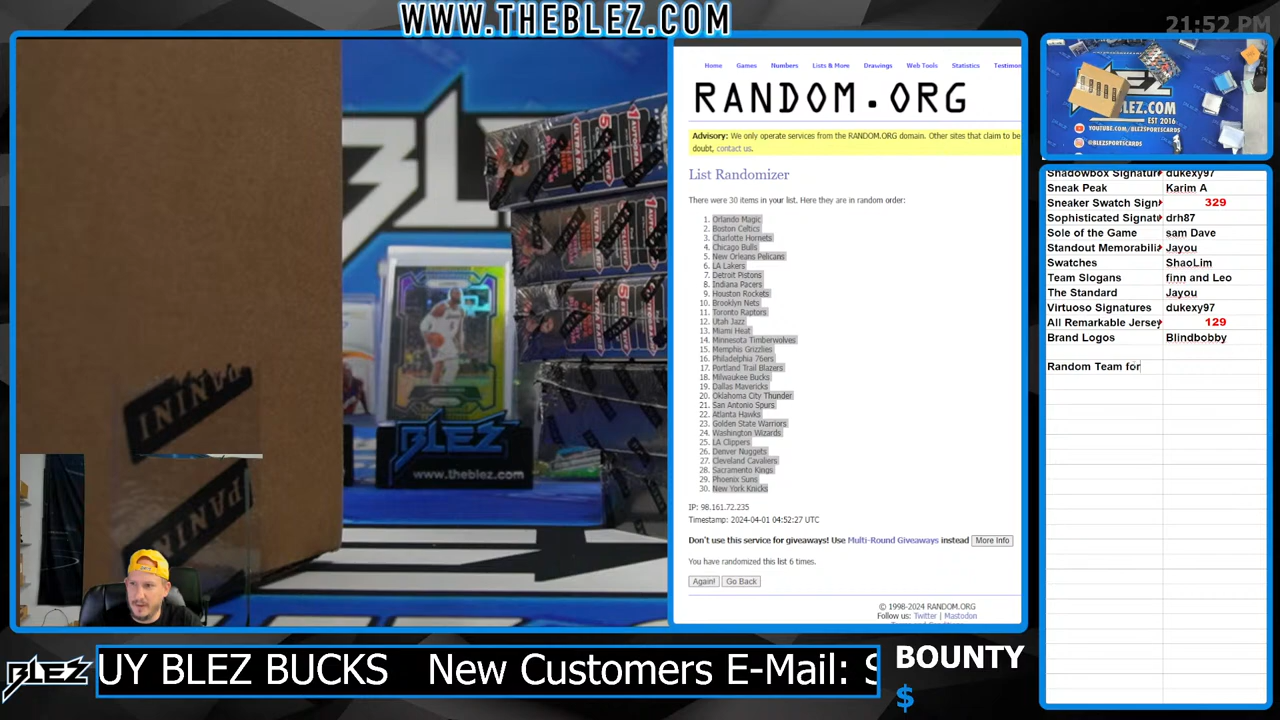 WWW.THEBLEZ.COM
21:52 PM
Home Games Numbers Lists & More Drawings Web Tools Statistics Testimon
RANDOM.ORG
Advisory: We only operate services from the RANDOM.ORG domain. Other sites that claim to be
doubt, contact us.
List Randomizer
There were 30 items in your list. Here they are in random order:
1. Orlando Magic
2. Boston Celtics
3. Charlotte Hornets
4. Chicago Bulls
5. New Orleans Pelicans
6. LA Lakers
7. Detroit Pistons
8. Indiana Pacers
9. Houston Rockets
10. Brooklyn Nets
11. Toronto Raptors
12. Utah Jazz
13. Miami Heat
14. Minnesota Timberwolves
15. Memphis Grizzlies
16. Philadelphia 76ers
17. Portland Trail Blazers
18. Milwaukee Bucks
19. Dallas Mavericks
20. Oklahoma City Thunder
21. San Antonio Spurs
22. Atlanta Hawks
23. Golden State Warriors
24. Washington Wizards
25. LA Clippers
26. Denver Nuggets
27. Cleveland Cavaliers
28. Sacramento Kings
29. Phoenix Suns
30. New York Knicks
IP: 98.161.72.235
Timestamp: 2024-04-01 04:52:27 UTC
Don't use this service for giveaways! Use Multi-Round Giveaways instead More Info
You have randomized this list 6 times.
Again! Go Back
© 1998-2024 RANDOM.ORG
Follow us: Twitter | Mastodon
BLEZ
www.theblez.com
PANINI
PANINI
BLEZ.COM
EST 2016
YOUTUBE.COM/BLEZSPORTSCARDS
@BLEZSPORTSCARDS
Shadowbox Signatur dukexy97
Sneak Peak Karim A
Sneaker Swatch Sign 329
Sophisticated Signat drh87
Sole of the Game sam Dave
Standout Memorabili Jayou
Swatches ShaoLim
Team Slogans finn and Leo
The Standard Jayou
Virtuoso Signatures dukexy97
All Remarkable Jersey 129
Brand Logos Blindbobby
Random Team for
BLEZ
UY BLEZ BUCKS New Customers E-Mail: S
BOUNTY
$